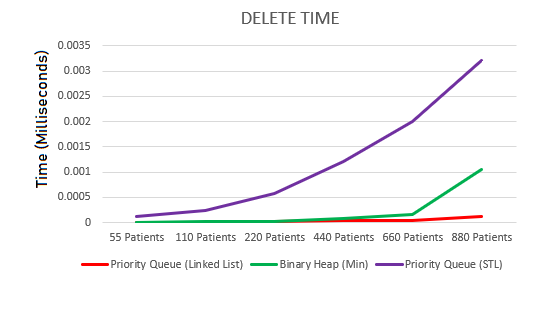 DELETE TIME
Time (Milliseconds)
0.0035
0.003
0.0025
0.002
0.0015
0.001
0.0005
0
55 Patients 110 Patients 220 Patients 440 Patients 660 Patients 880 Patients
Priority Queue (Linked List) Binary Heap (Min) Priority Queue (STL)